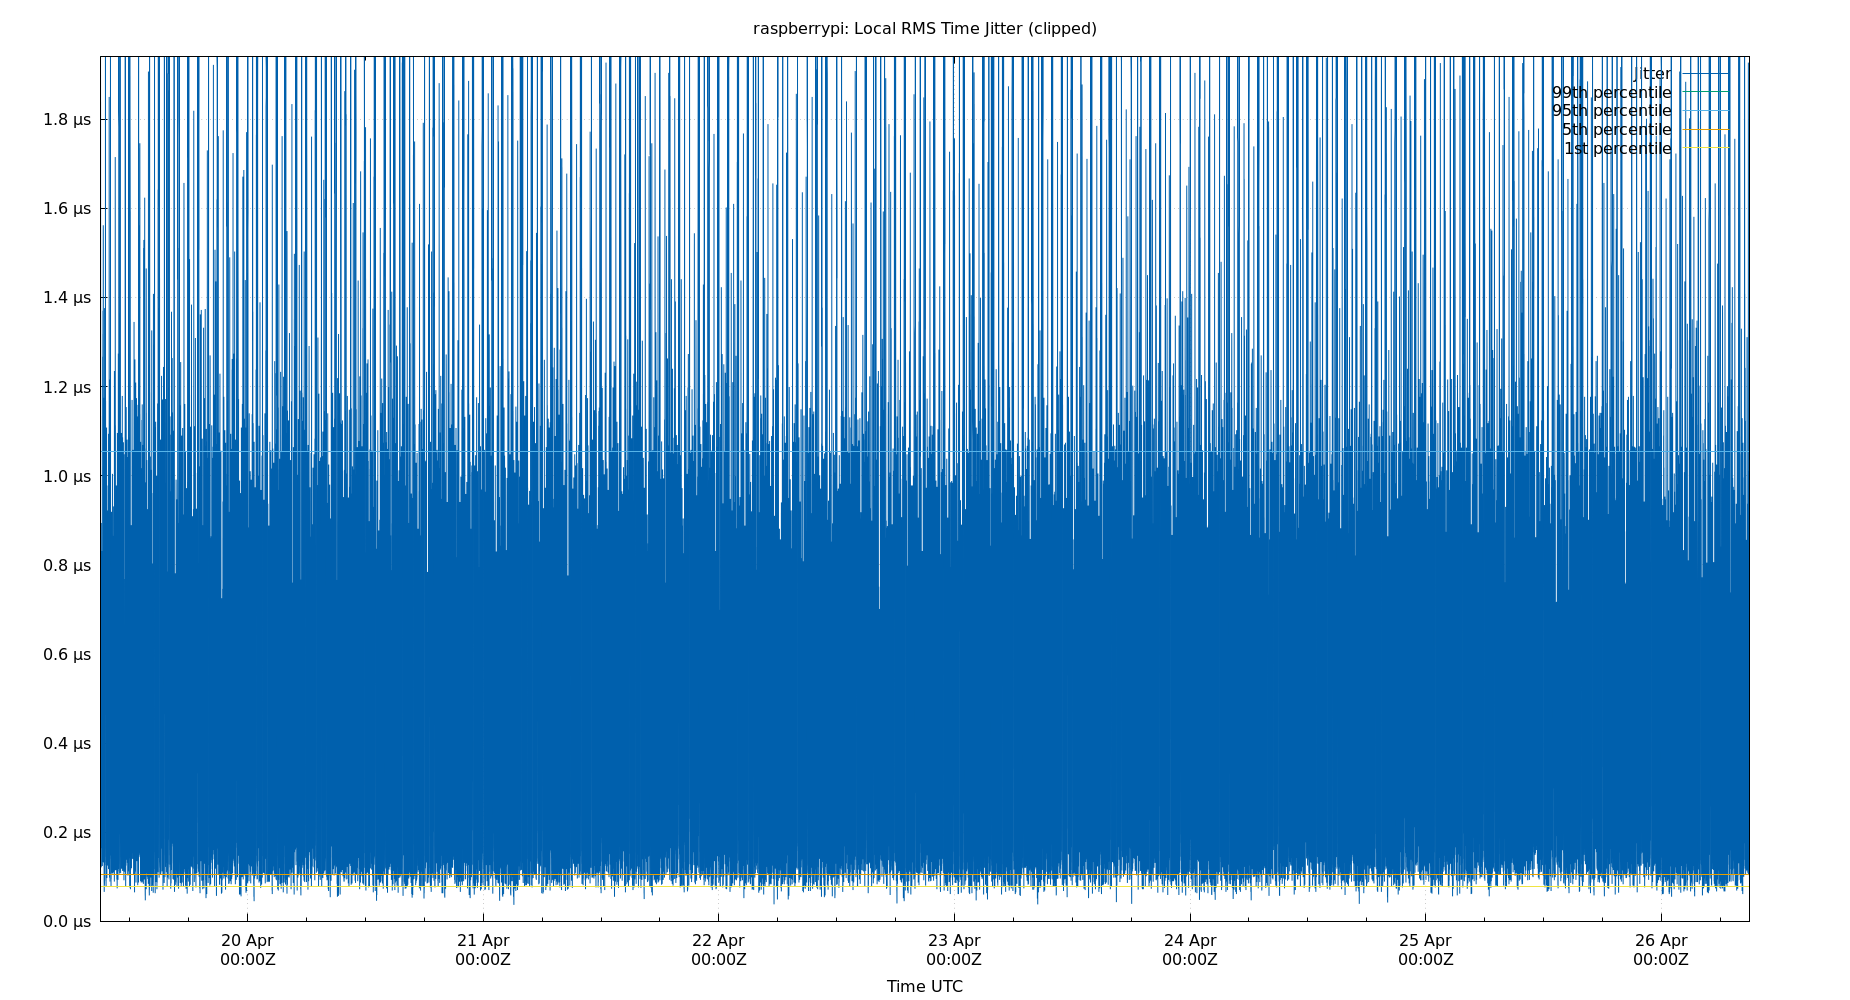 raspberrypi: Local RMS Time Jitter (clipped)
jitter
99th percentile
95th percentile
5th percentile
1st percentile
1.8 µs
1.6 µs
1.4 µs
1.2 µs
1.0 µs
0.8 µs
0.6 µs
0.4 µs
0.2 µs
0.0 µs
20 Apr 21 Apr 22 Apr 23 Apr 24 Apr 25 Apr 26 Apr
00:00Z 00:00Z 00:00Z 00:00Z 00:00Z 00:00Z 00:00Z
Time UTC